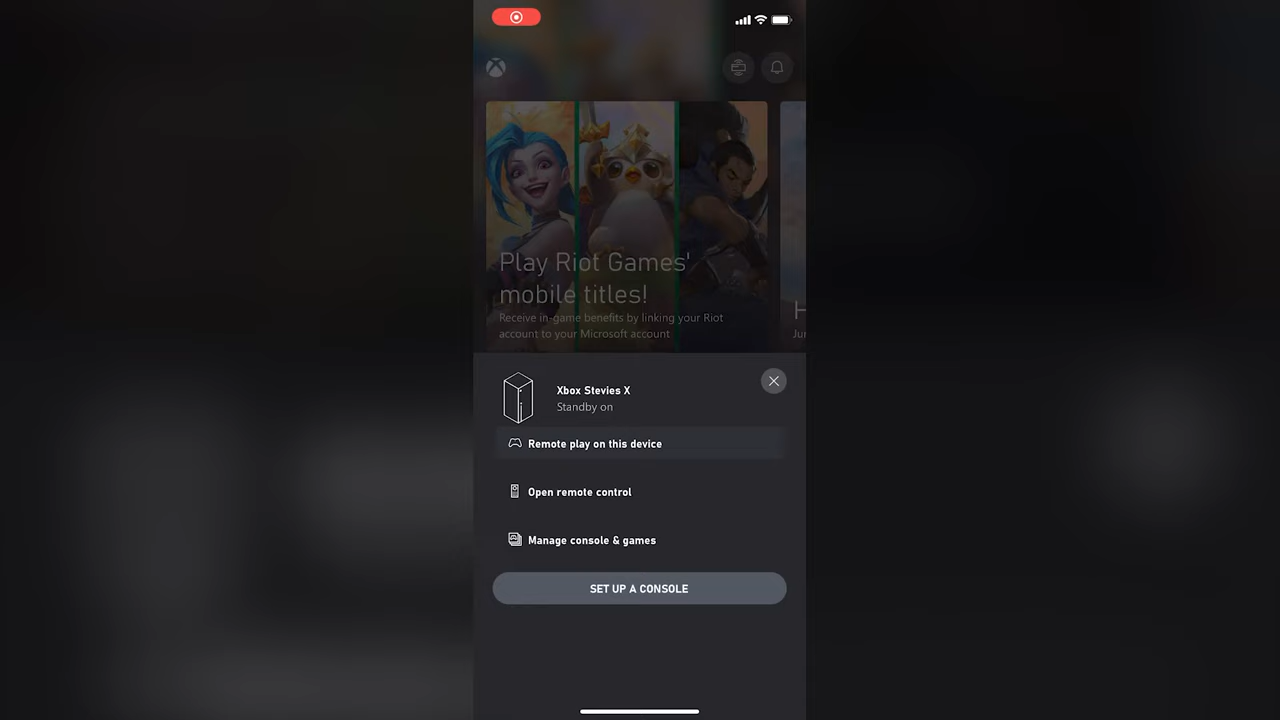 Play Riot Games'
mobile titles!
Receive in-game benefits by linking your Riot
account to your Microsoft account
H
Jun
Xbox Stevies X
Standby on
Remote play on this device
Open remote control
Manage console & games
SET UP A CONSOLE